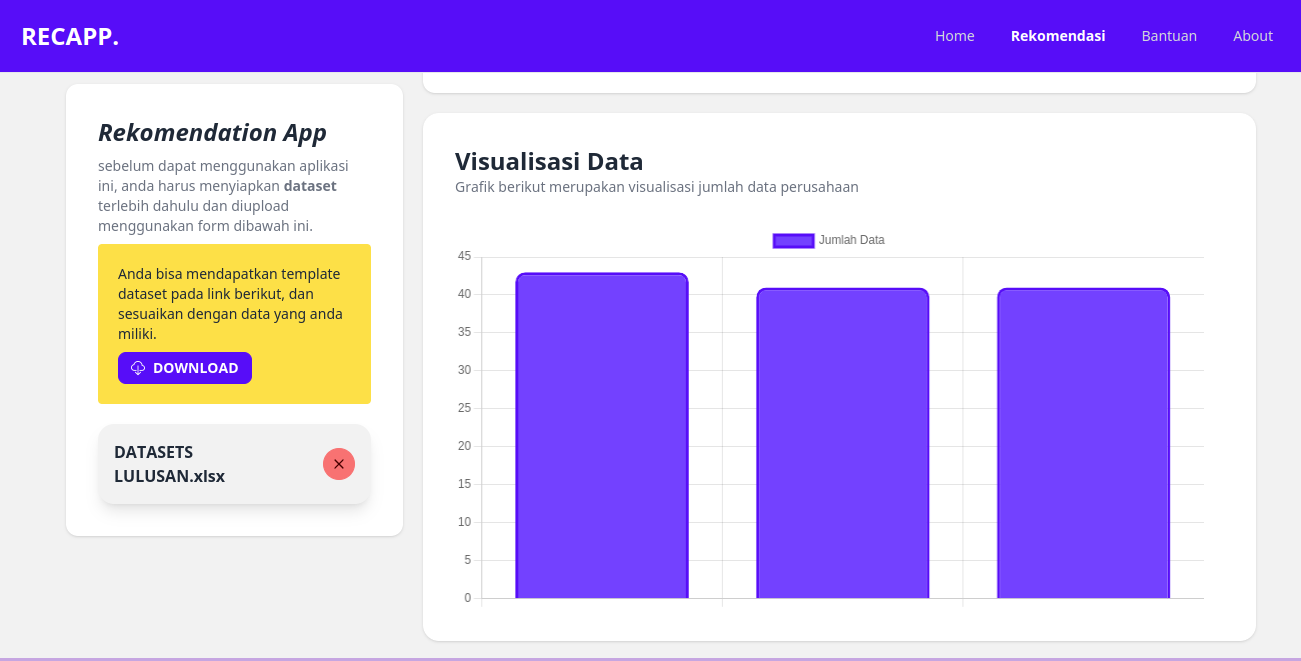 RECAPP.
Home
Rekomendasi
Bantuan
About
Rekomendation App
sebelum dapat menggunakan aplikasi
ini, anda harus menyiapkan dataset
terlebih dahulu dan diupload
menggunakan form dibawah ini.
Anda bisa mendapatkan template
dataset pada link berikut, dan
sesuaikan dengan data yang anda
miliki.
DOWNLOAD
DATASETS
LULUSAN.xlsx
Visualisasi Data
Grafik berikut merupakan visualisasi jumlah data perusahaan
Jumlah Data
45
40
35
30
25
20
15
10
5
0